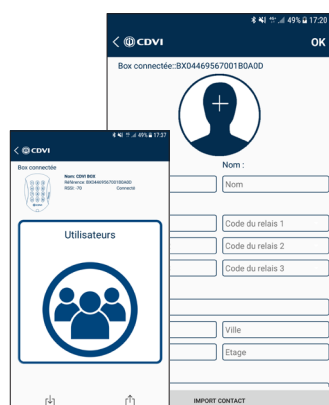 49% 17:20
CDVI
OK
Box connectée::BX04469567001B0A0D
Nom :
Nom
Code du relais 1
Code du relais 2
Code du relais 3
Ville
Etage
IMPORT CONTACT
49% 17:37
CDVI
Box connectée
Nom: CDVI BOX
Référence: BX04469567001B0A0D
RSSI: -70 Connecté
Utilisateurs